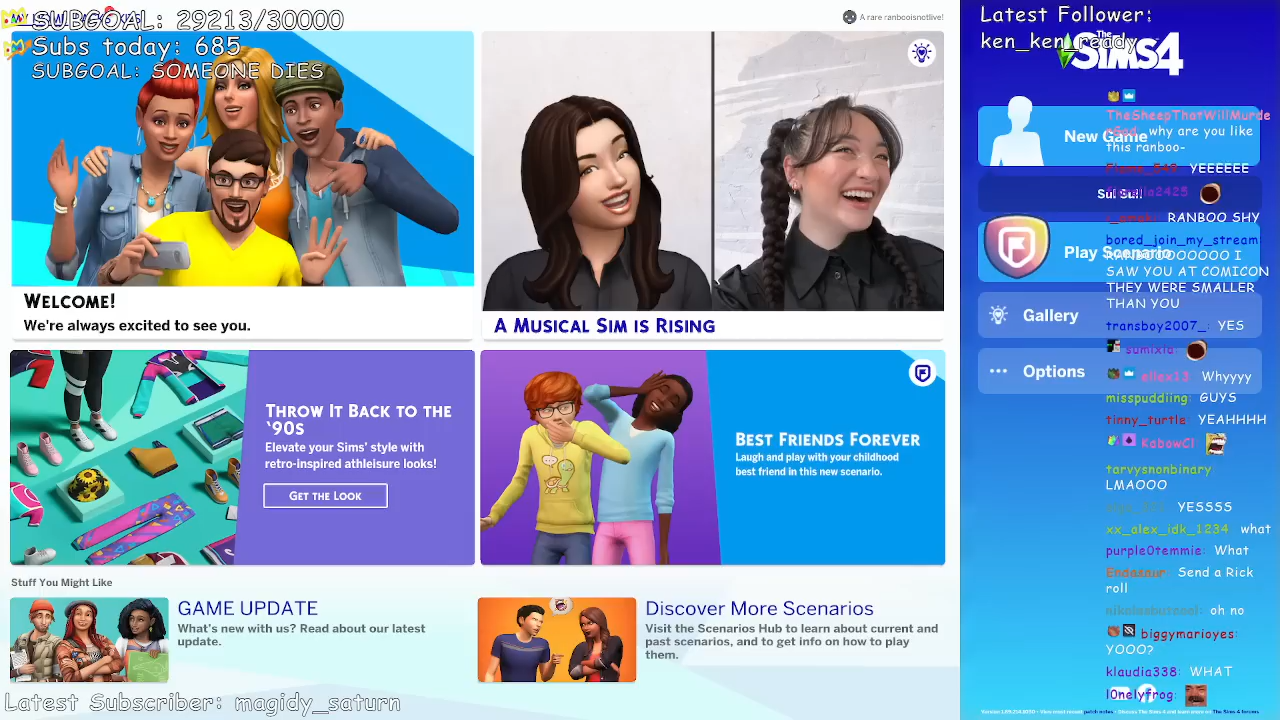 SUBGOAL: 29213/30000
Subs today: 685
SUBGOAL: SOMEONE DIES
A rare ranbooisnotlive!
WELCOME!
We're always excited to see you.
A MUSICAL SIM IS RISING
THROW IT BACK TO THE
'90S
Elevate your Sims' style with
retro-inspired athleisure looks!
GET THE LOOK
BEST FRIENDS FOREVER
Laugh and play with your childhood
best friend in this new scenario.
Stuff You Might Like
GAME UPDATE
What's new with us? Read about our latest
update.
Discover More Scenarios
Visit the Scenarios Hub to learn about current and
past scenarios, and to get info on how to play
them.
Latest Subscriber: magidy_saturn
Latest Follower:
ken_ken_ready
The SIMS 4
New Game
Play Scenario
Gallery
Options
TheSheepThatWillMurde
why are you like
this ranboo-
YEEEEEE
RANBOO SHY
bored_join_my_stream
SAW YOU AT COMICON
THEY WERE SMALLER
THAN YOU
transboy2007_: YES
sumixia:
Whyyyy
misspuddiing: GUYS
tinny_turtle: YEAHHHH
KabowCl:
tarvysnonbinary
LMAOOO
YESSSS
xx_alex_idk_1234 what
purple0temmie: What
Endasaur: Send a Rick
roll
oh no
biggymarioyes:
YOOO?
klaudia338: WHAT
l0nelyfrog: